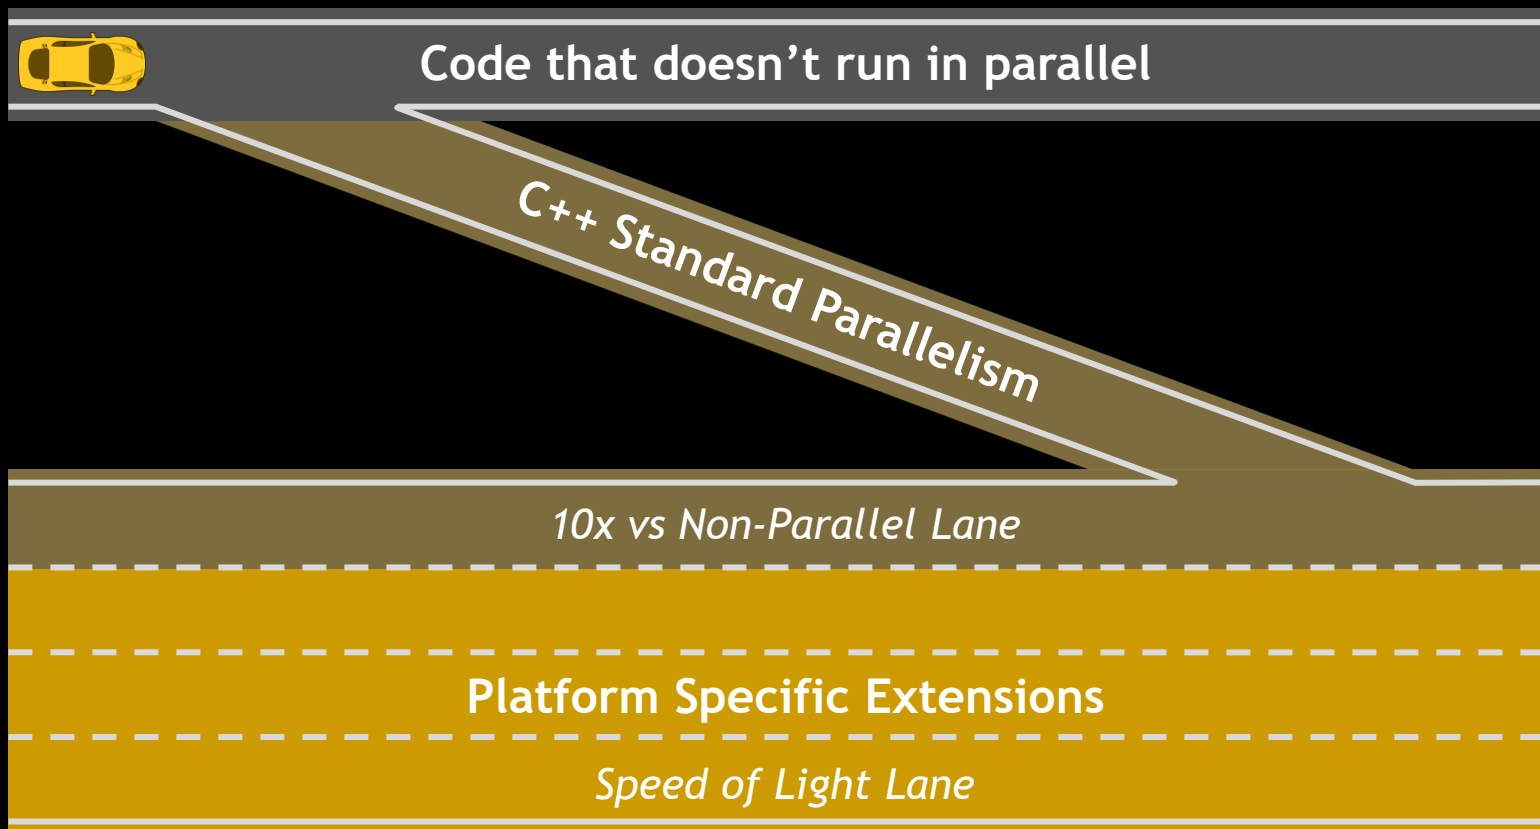 Code that doesn’t run in parallel
C++ Standard Parallelism
10x vs Non-Parallel Lane
Platform Specific Extensions
Speed of Light Lane